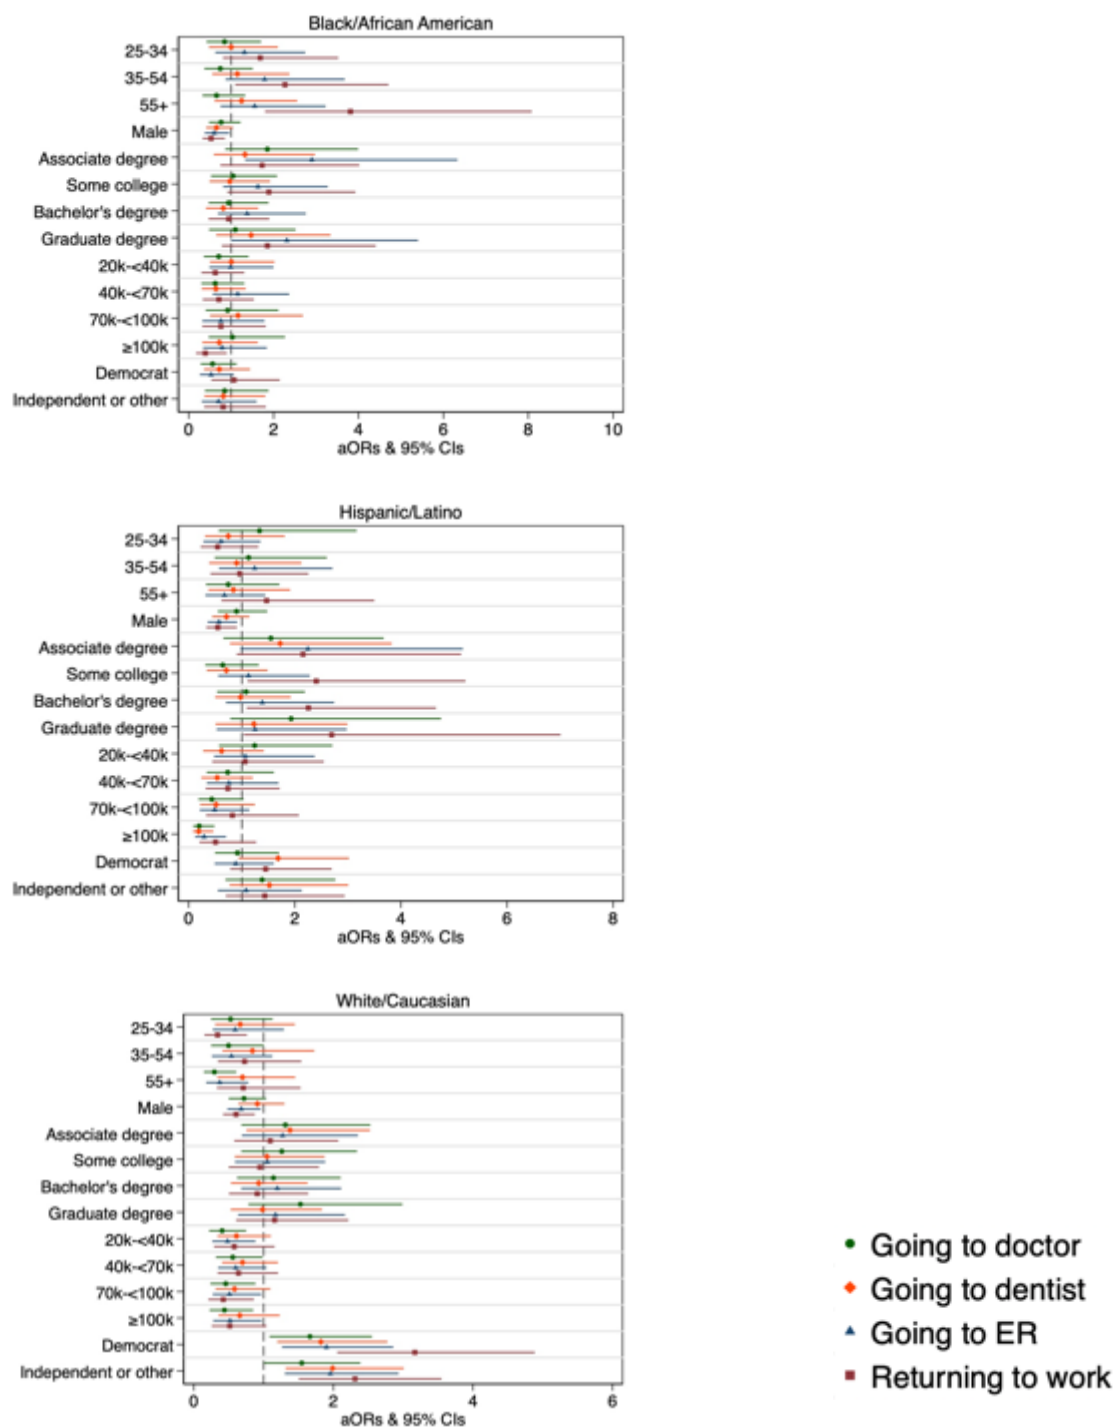 Black/African American
25-34
35-54
55+
Male
Associate degree
Some college
Bachelor's degree
Graduate degree
20k-<40k
40k-<70k
70k-<100k
≥100k
Democrat
Independent or other
0 2 4 6 8 10
aORs & 95% CIs
Hispanic/Latino
25-34
35-54
55+
Male
Associate degree
Some college
Bachelor's degree
Graduate degree
20k-<40k
40k-<70k
70k-<100k
≥100k
Democrat
Independent or other
0 2 4 6 8
aORs & 95% CIs
White/Caucasian
25-34
35-54
55+
Male
Associate degree
Some college
Bachelor's degree
Graduate degree
20k-<40k
40k-<70k
70k-<100k
≥100k
Democrat
Independent or other
0 2 4 6
aORs & 95% CIs
Going to doctor
Going to dentist
Going to ER
Returning to work